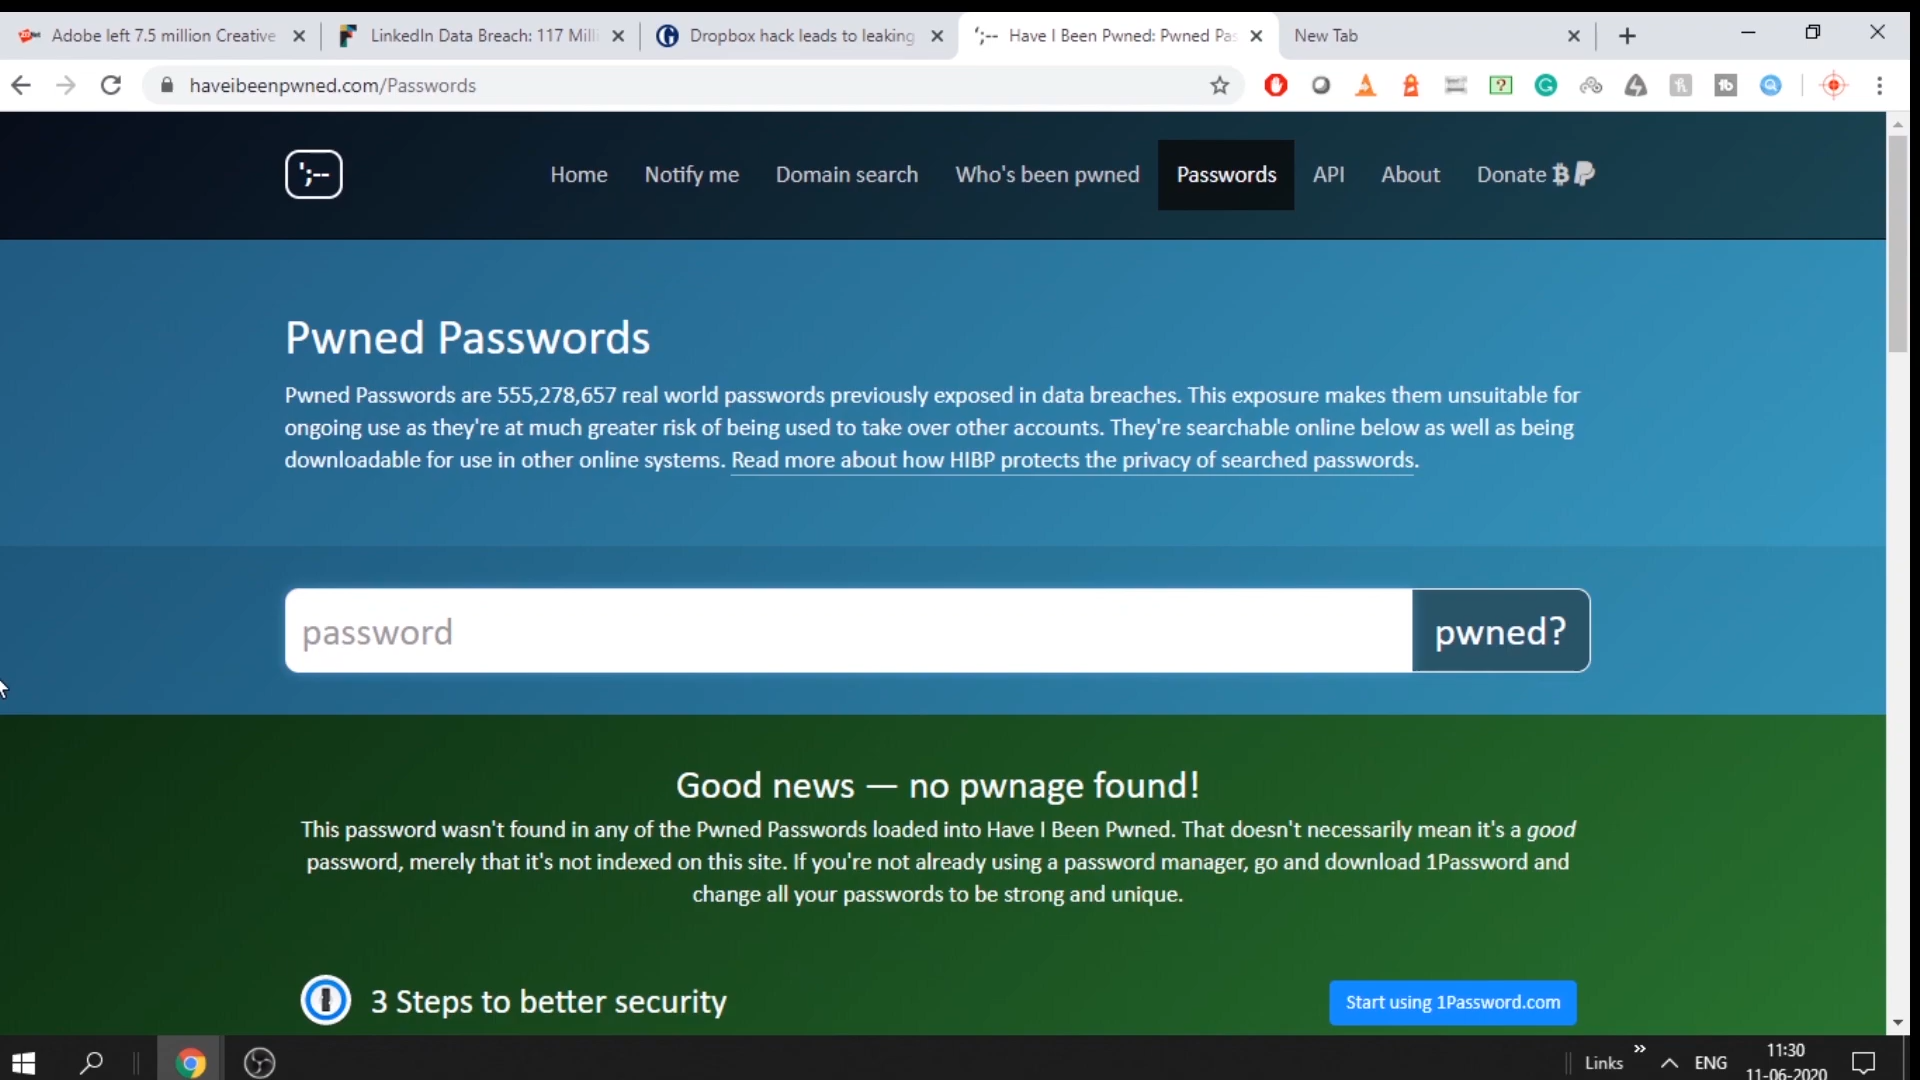 Adobe left 7.5 million Creative
LinkedIn Data Breach: 117 Milli
Dropbox hack leads to leaking
';-- Have I Been Pwned: Pwned Pas
New Tab
haveibeenpwned.com/Passwords
';--
Home
Notify me
Domain search
Who's been pwned
Passwords
API
About
Donate
Pwned Passwords
Pwned Passwords are 555,278,657 real world passwords previously exposed in data breaches. This exposure makes them unsuitable for
ongoing use as they're at much greater risk of being used to take over other accounts. They're searchable online below as well as being
downloadable for use in other online systems. Read more about how HIBP protects the privacy of searched passwords.
password
pwned?
Good news — no pwnage found!
This password wasn't found in any of the Pwned Passwords loaded into Have I Been Pwned. That doesn't necessarily mean it's a good
password, merely that it's not indexed on this site. If you're not already using a password manager, go and download 1Password and
change all your passwords to be strong and unique.
3 Steps to better security
Start using 1Password.com
Links
ENG
11:30
11-06-2020